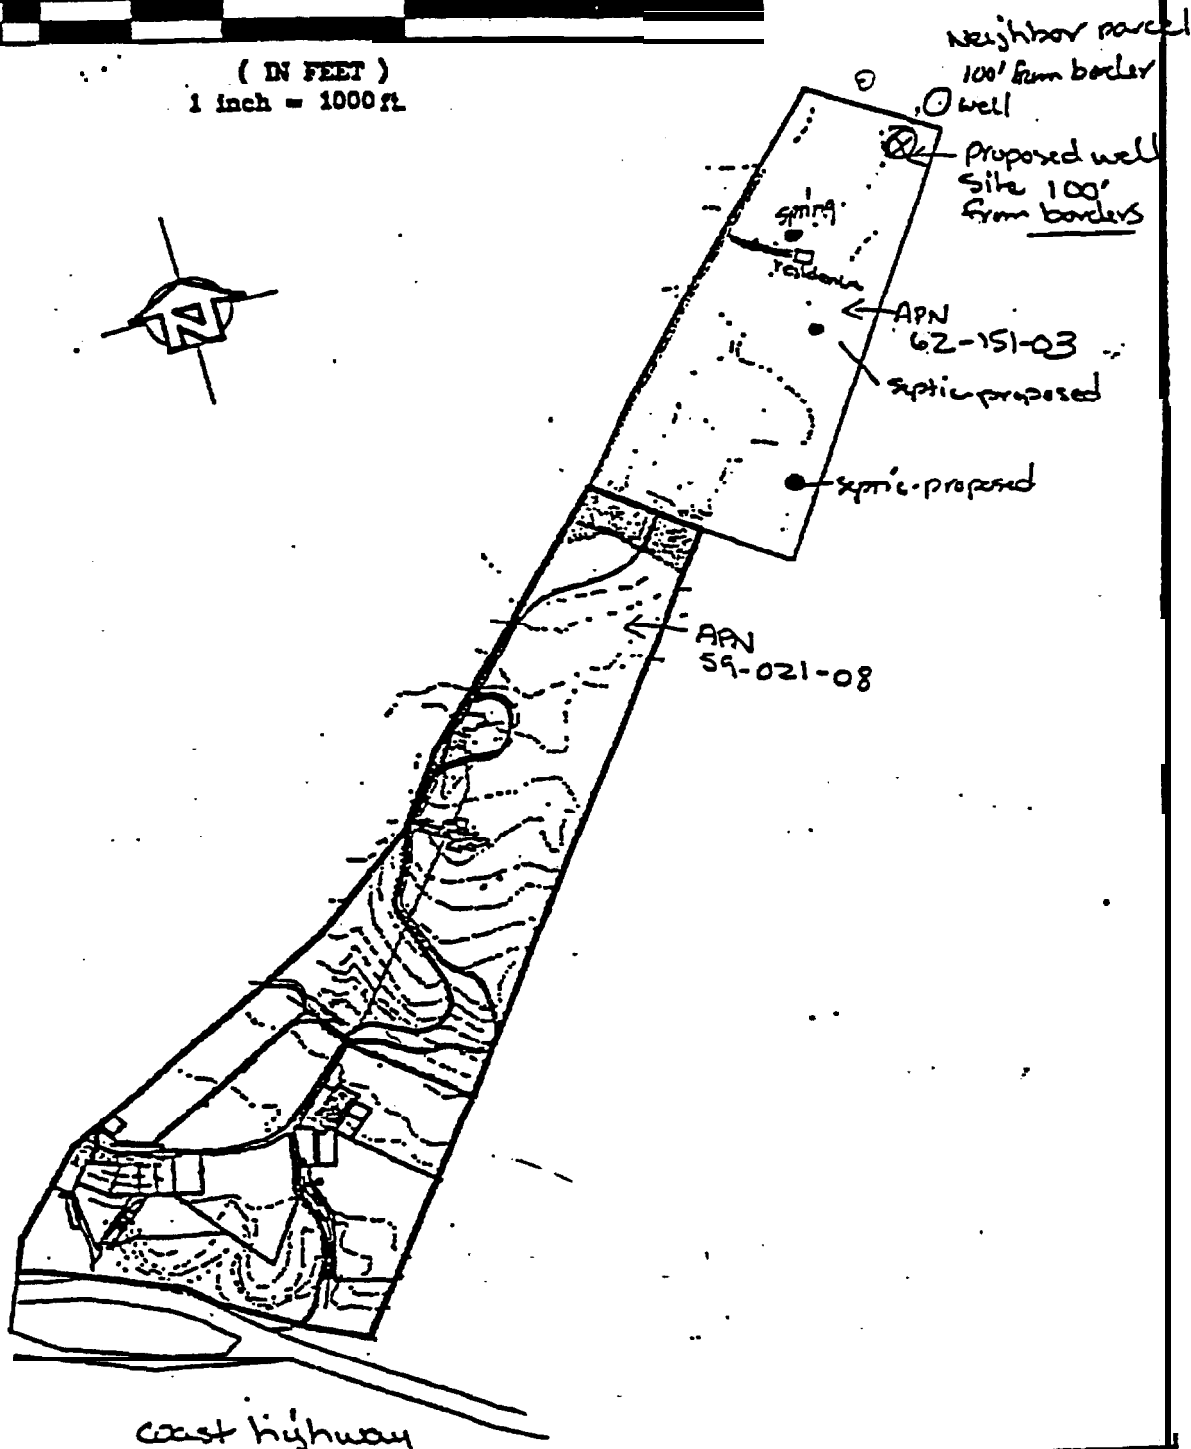 ( IN FEET )
1 inch = 1000 ft.
Neighbor parcel
100' from border
well
proposed well
site 100'
from borders
spring
residence
APN
62-151-03
septic-proposed
septic-proposed
APN
59-021-08
N
coast highway